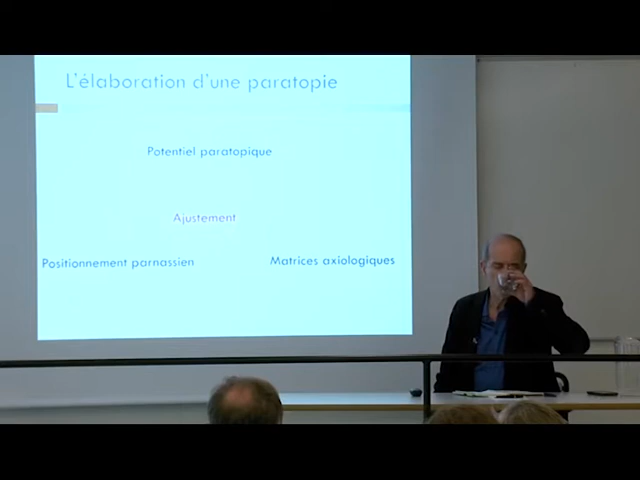 L'élaboration d'une paratopie
Potentiel paratopique
Ajustement
Positionnement parnassien
Matrices axiologiques